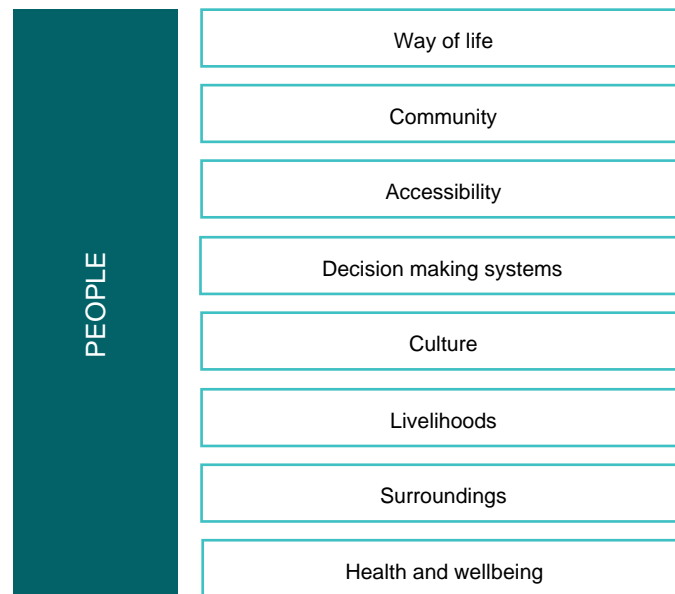 PEOPLE
Way of life
Community
Accessibility
Decision making systems
Culture
Livelihoods
Surroundings
Health and wellbeing